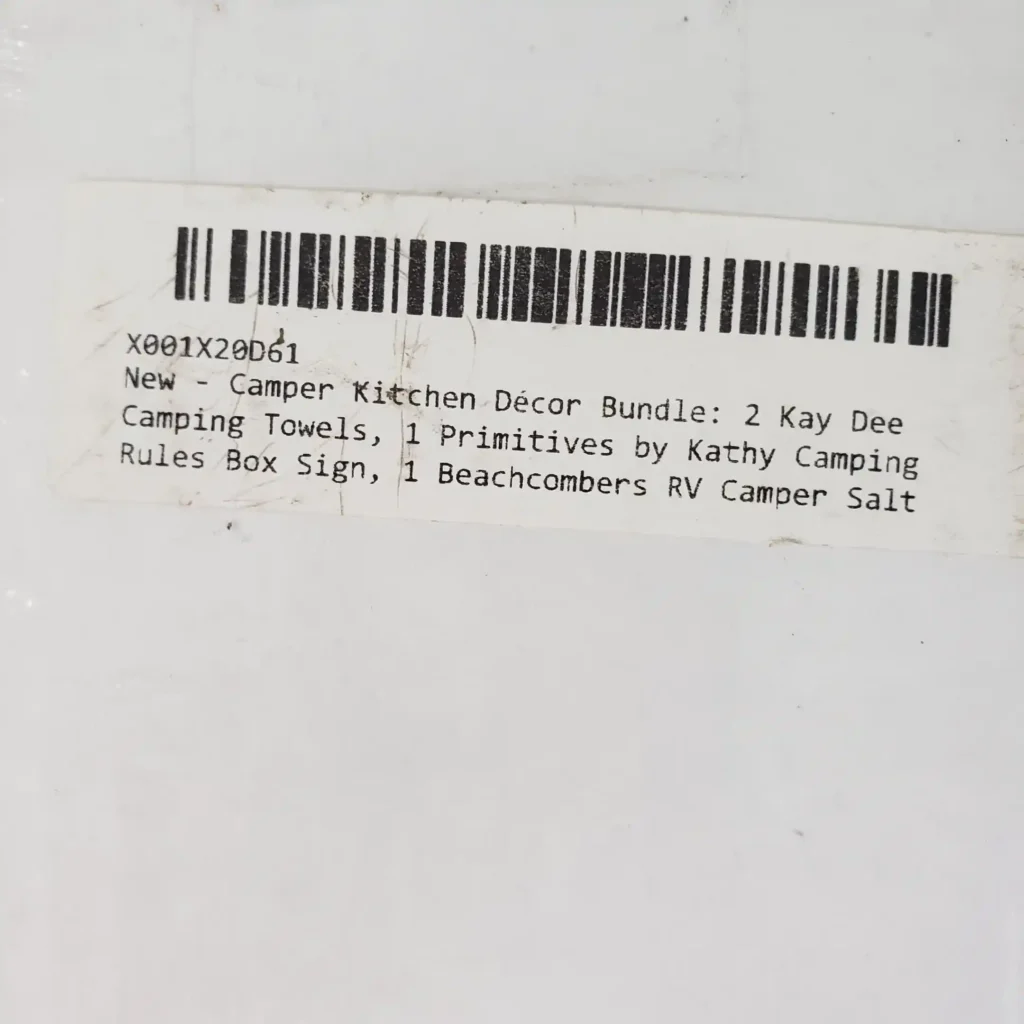 X001X20D61
New - Camper Kitchen Décor Bundle: 2 Kay Dee
Camping Towels, 1 Primitives by Kathy Camping
Rules Box Sign, 1 Beachcombers RV Camper Salt